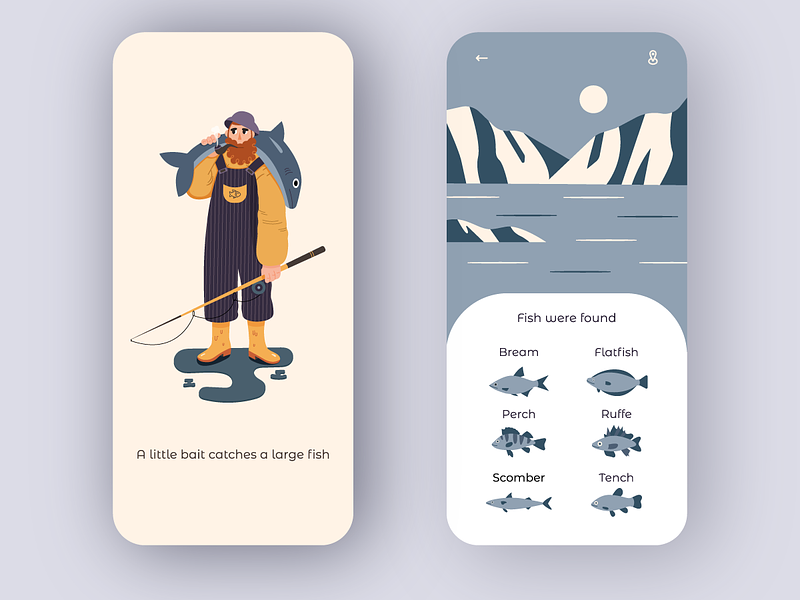 A little bait catches a large fish
Fish were found
Bream
Flatfish
Perch
Ruffe
Scomber
Tench